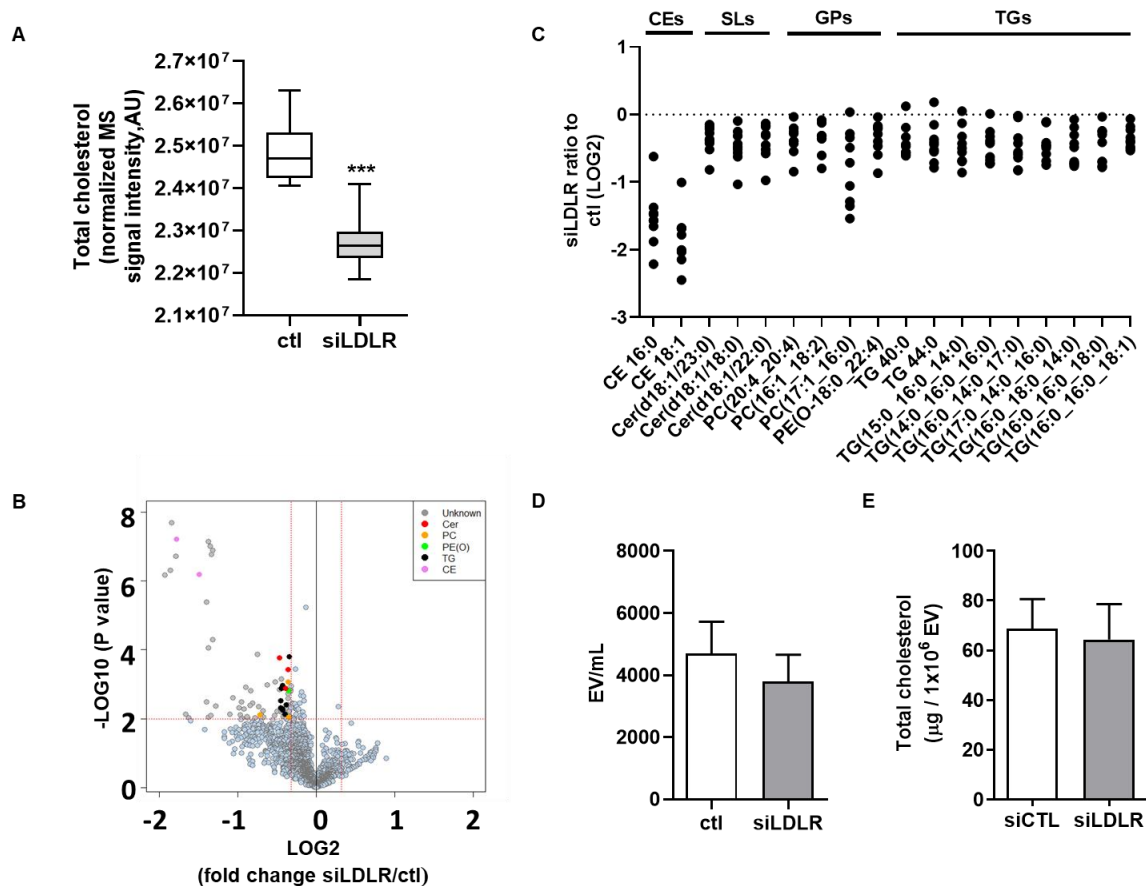 A
Total cholesterol
(normalized MS
signal intensity,AU)
2.7×10⁷
2.6×10⁷
2.5×10⁷
2.4×10⁷
2.3×10⁷
2.2×10⁷
2.1×10⁷
***
ctl siLDLR
C
CEs SLs GPs TGs
siLDLR ratio to
ctl (LOG2)
1
0
-1
-2
-3
CE 16:0
CE 18:1
Cer(d18:1/23:0)
Cer(d18:1/18:0)
Cer(d18:1/22:0)
PC(20:4_20:4)
PC(16:1_18:2)
PC(17:1_16:0)
PE(O-18:0_22:4)
TG 40:0
TG 44:0
TG(15:0_16:0_14:0)
TG(14:0_16:0_16:0)
TG(16:0_14:0_17:0)
TG(17:0_14:0_16:0)
TG(16:0_18:0_14:0)
TG(16:0_16:0_18:0)
TG(16:0_16:0_18:1)
B
-LOG10 (P value)
8
6
4
2
0
Unknown
Cer
PC
PE(O)
TG
CE
-2 -1 0 1 2
LOG2
(fold change siLDLR/ctl)
D
EV/mL
8000
6000
4000
2000
0
ctl siLDLR
E
Total cholesterol
(µg / 1x10⁶ EV)
100
80
60
40
20
0
siCTL siLDLR